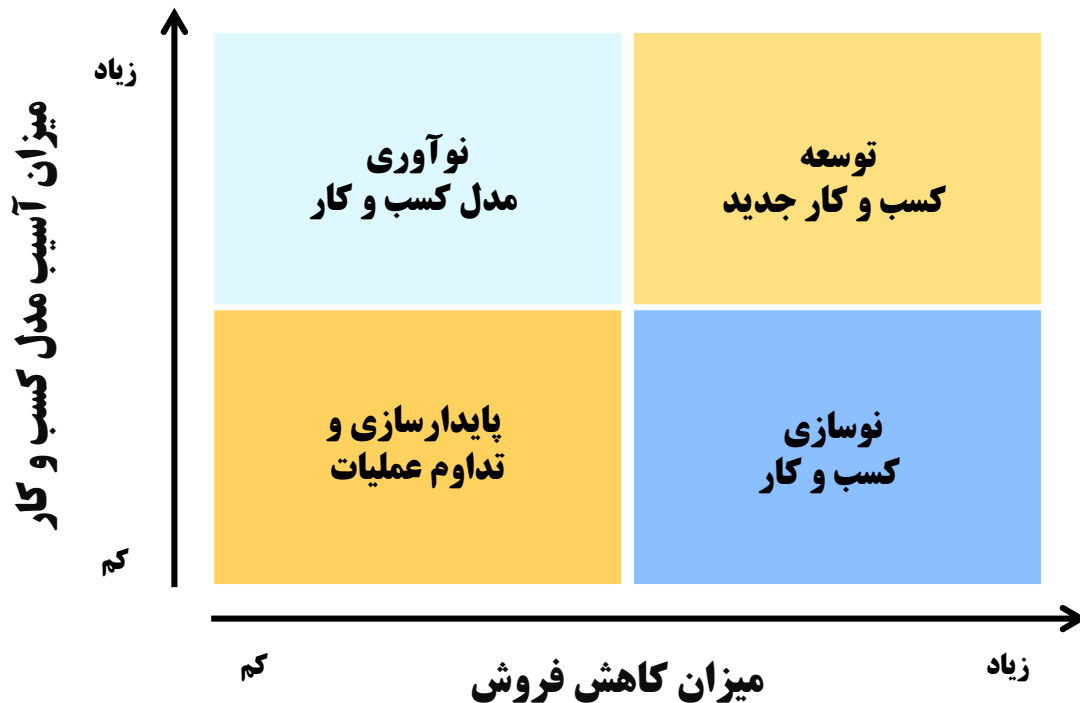 زیاد
میزان آسیب مدل کسب و کار
کم
توسعه
کسب و کار جدید
نوآوری
مدل کسب و کار
نوسازی
کسب و کار
پایدارسازی و
تداوم عملیات
زیاد
میزان کاهش فروش
کم